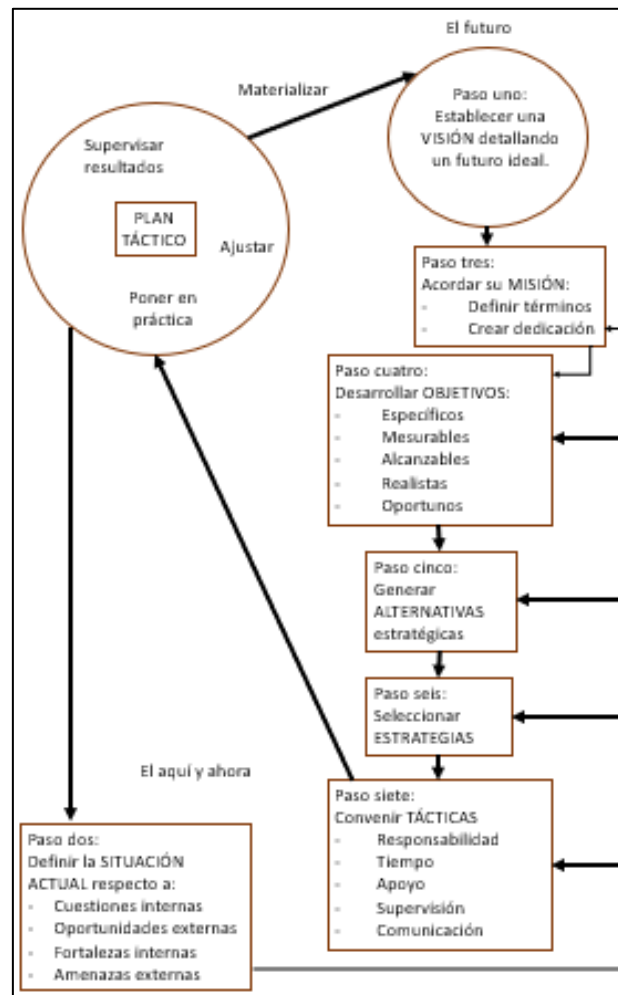 El futuro
Materializar
Paso uno:
Establecer una
VISIÓN detallando
un futuro ideal.
Supervisar
resultados
PLAN
TÁCTICO
Ajustar
Poner en
práctica
Paso tres:
Acordar su MISIÓN:
- Definir términos
- Crear dedicación
Paso cuatro:
Desarrollar OBJETIVOS:
- Específicos
- Mesurables
- Alcanzables
- Realistas
- Oportunos
Paso cinco:
Generar
ALTERNATIVAS
estratégicas
Paso seis:
Seleccionar
ESTRATEGIAS
El aquí y ahora
Paso siete:
Convenir TÁCTICAS
- Responsabilidad
- Tiempo
- Apoyo
- Supervisión
- Comunicación
Paso dos:
Definir la SITUACIÓN
ACTUAL respecto a:
- Cuestiones internas
- Oportunidades externas
- Fortalezas internas
- Amenazas externas